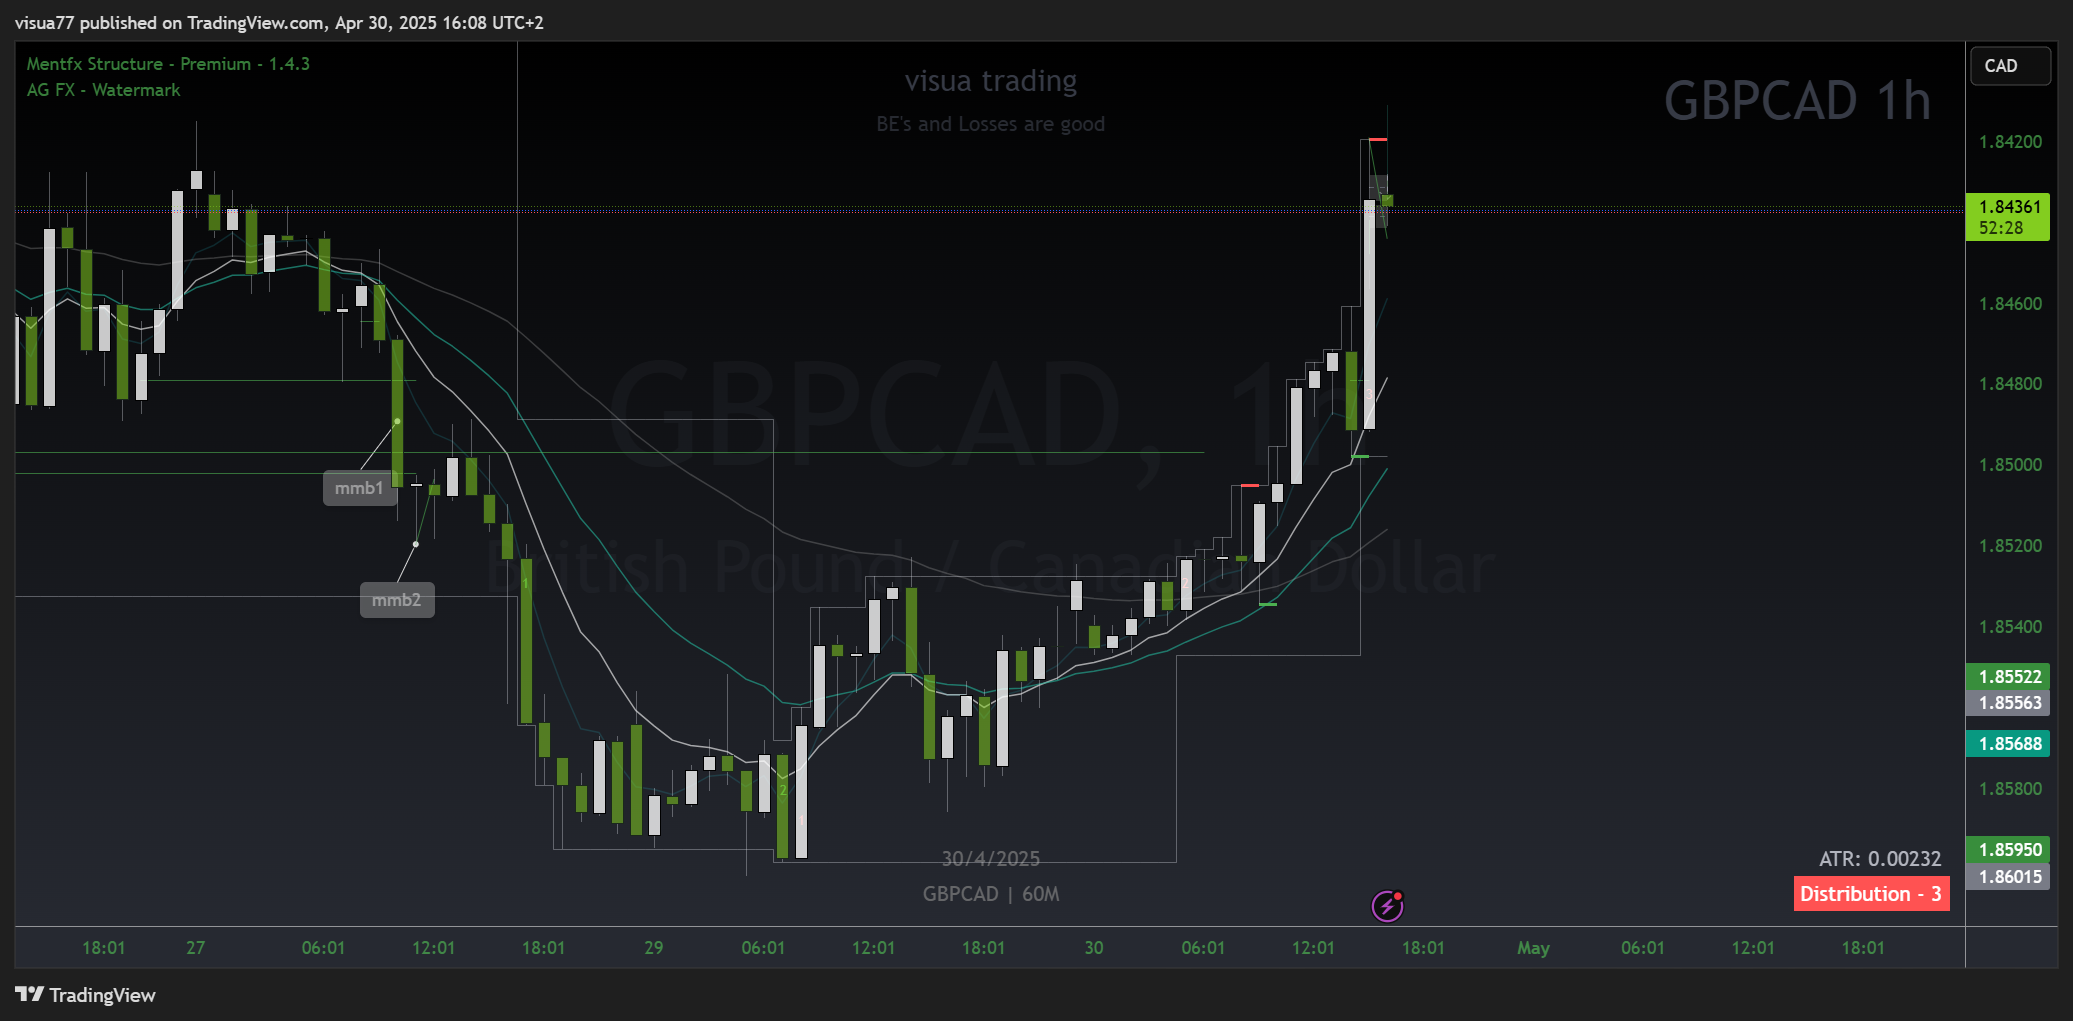 visua77 published on TradingView.com, Apr 30, 2025 16:08 UTC+2
Mentfx Structure - Premium - 1.4.3
AG FX - Watermark
visua trading
BE's and Losses are good
GBPCAD 1h
CAD
1.84200
1.84361
52:28
1.84600
1.84800
1.85000
1.85200
1.85400
1.85522
1.85563
1.85688
1.85800
1.85950
1.86015
GBPCAD, 1h
British Pound / Canadian Dollar
mmb1
mmb2
1
2
1
2
3
30/4/2025
GBPCAD | 60M
ATR: 0.00232
Distribution - 3
18:01 27 06:01 12:01 18:01 29 06:01 12:01 18:01 30 06:01 12:01 18:01 May 06:01 12:01 18:01
TradingView